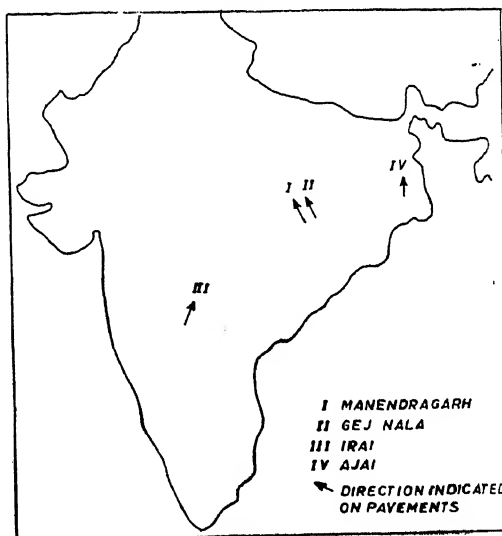 IV
I II
III
I MANENDRAGARH
II GEJ NALA
III IRAI
IV AJAI
DIRECTION INDICATED
ON PAVEMENTS